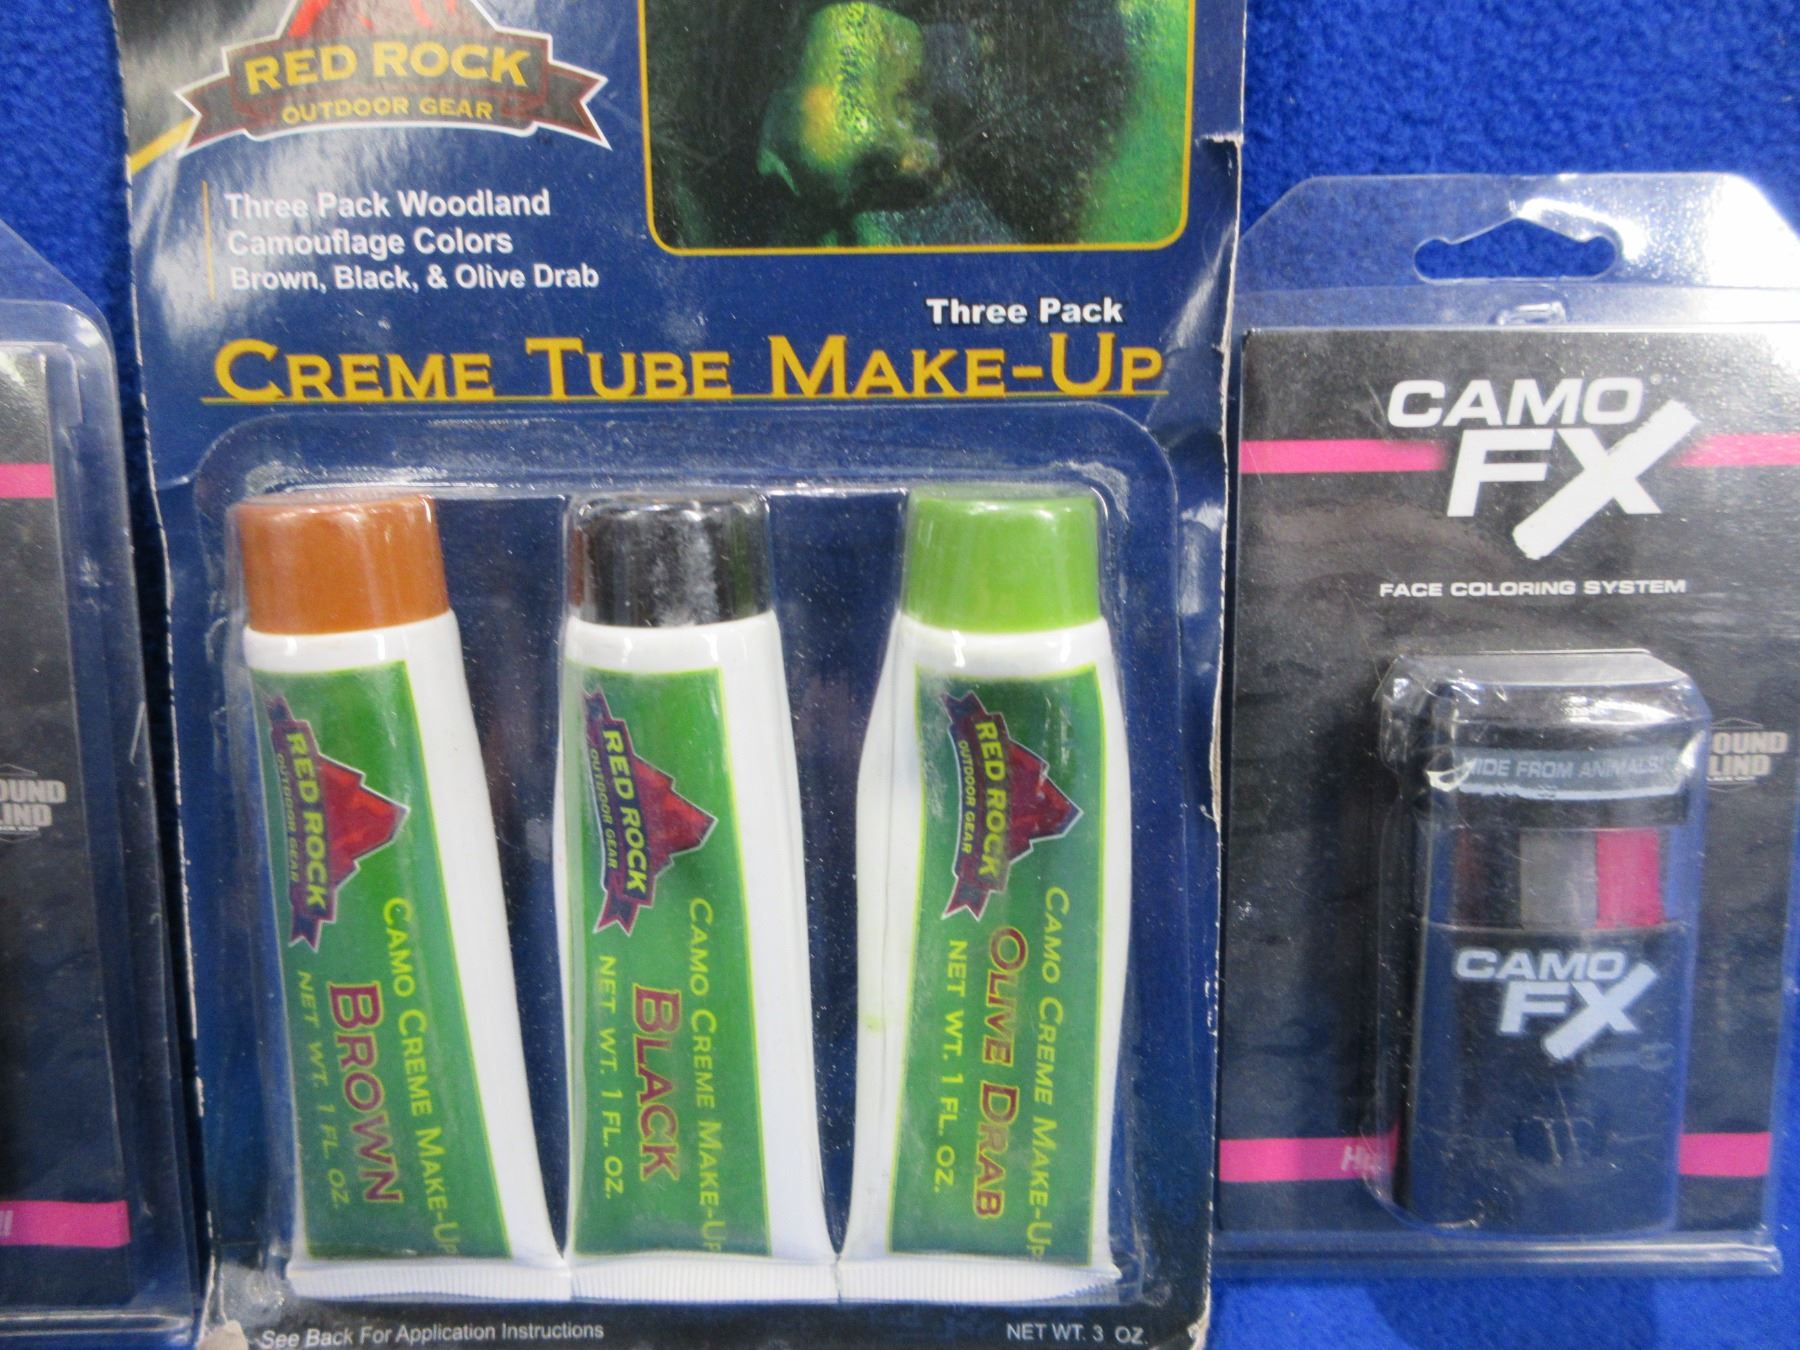 RED ROCK
OUTDOOR GEAR
Three Pack Woodland
Camouflage Colors
Brown, Black, & Olive Drab
Three Pack
CREME TUBE MAKE-UP
RED ROCK
OUTDOOR GEAR
CAMO CREME MAKE-UP
BROWN
NET WT. 1 FL. OZ.
RED ROCK
OUTDOOR GEAR
CAMO CREME MAKE-UP
BLACK
NET WT. 1 FL. OZ.
RED ROCK
OUTDOOR GEAR
CAMO CREME MAKE-UP
OLIVE DRAB
NET WT. 1 FL. OZ.
See Back For Application Instructions
NET WT. 3 OZ.
CAMO
FX
FACE COLORING SYSTEM
HIDE FROM ANIMALS!
OUND
LIND
CAMO
FX
OUND
LIND